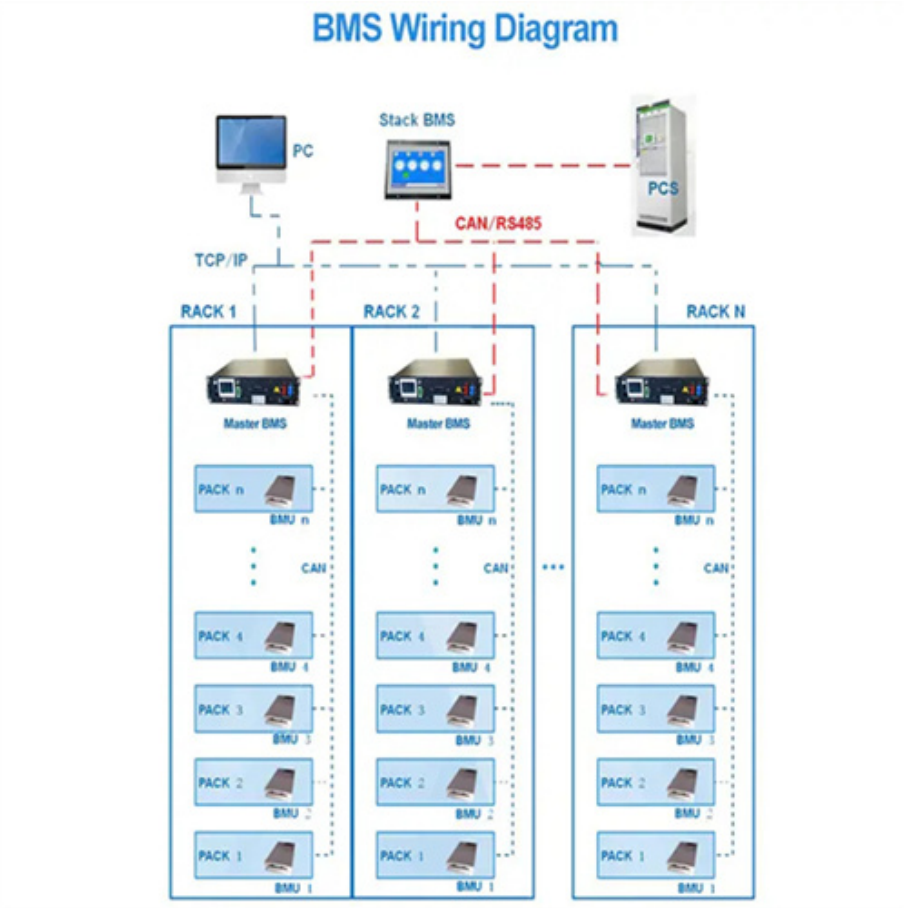 BMS Wiring Diagram
Stack BMS
PC
PCS
CAN/RS485
TCP/IP
RACK 1
RACK 2
RACK N
Master BMS
Master BMS
Master BMS
PACK n
PACK n
PACK n
BMU n
BMU n
BMU n
CAN
CAN
CAN
PACK 4
PACK 4
PACK 4
BMU 4
BMU 4
BMU 4
PACK 3
PACK 3
PACK 3
BMU 3
BMU 3
BMU 3
PACK 2
PACK 2
PACK 2
BMU 2
BMU 2
BMU 2
PACK 1
PACK 1
PACK 1
BMU 1
BMU 1
BMU 1